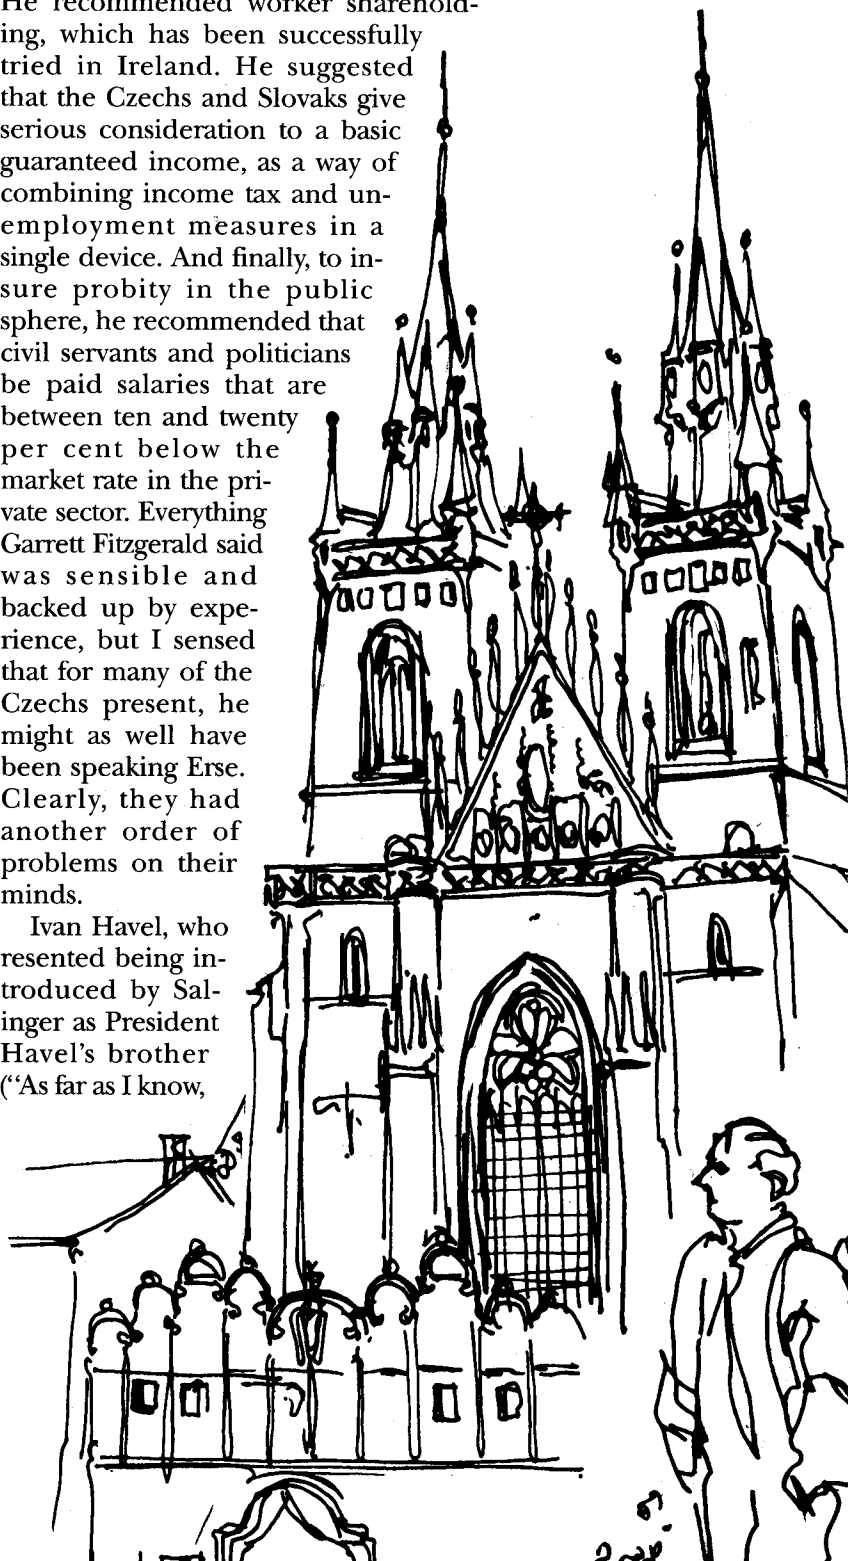 He recommended worker sharehold-
ing, which has been successfully
tried in Ireland. He suggested
that the Czechs and Slovaks give
serious consideration to a basic
guaranteed income, as a way of
combining income tax and un-
employment measures in a
single device. And finally, to in-
sure probity in the public
sphere, he recommended that
civil servants and politicians
be paid salaries that are
between ten and twenty
per cent below the
market rate in the pri-
vate sector. Everything
Garrett Fitzgerald said
was sensible and
backed up by expe-
rience, but I sensed
that for many of the
Czechs present, he
might as well have
been speaking Erse.
Clearly, they had
another order of
problems on their
minds.
Ivan Havel, who
resented being in-
troduced by Sal-
inger as President
Havel’s brother
(“As far as I know,